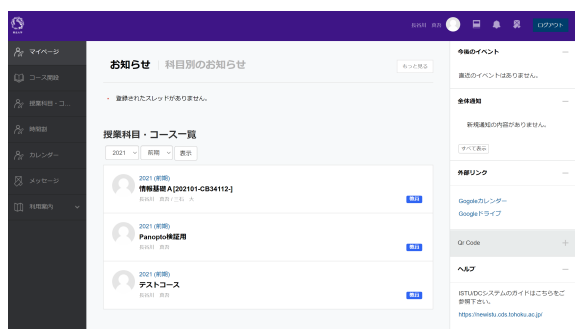 ログアウト
マイページ
お知らせ 科目別のお知らせ
もっと見る
登録されたスレッドがありません。
授業科目・コース一覧
2021 前期 表示
2021 (前期)
情報基礎A[202101-CB34112-]
教員
2021 (前期)
Panopto検証用
教員
2021 (前期)
テストコース
教員
コース開設
授業科目・コ...
時間割
カレンダー
メッセージ
利用案内
今後のイベント
直近のイベントはありません。
全体通知
新規通知の内容がありません。
すべて表示
外部リンク
Gogoleカレンダー
Googleドライブ
Qr Code
ヘルプ
ISTU/DCシステムのガイドはこちらをご
参照下さい。
https://newistu.cds.tohoku.ac.jp/